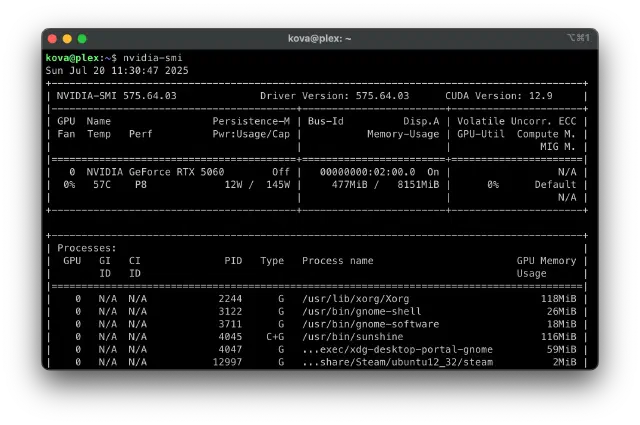 kova@plex: ~
⌥⌘1
kova@plex:~$ nvidia-smi
Sun Jul 20 11:30:47 2025
+-----------------------------------------------------------------------------------------+
| NVIDIA-SMI 575.64.03              Driver Version: 575.64.03      CUDA Version: 12.9     |
|-----------------------------------------+------------------------+----------------------+
| GPU  Name                 Persistence-M | Bus-Id          Disp.A | Volatile Uncorr. ECC |
| Fan  Temp   Perf          Pwr:Usage/Cap |           Memory-Usage | GPU-Util  Compute M. |
|                                         |                        |               MIG M. |
|=========================================+========================+======================|
|   0  NVIDIA GeForce RTX 5060        Off |   00000000:02:00.0  On |                  N/A |
|  0%   57C    P8             12W /  145W |     477MiB /   8151MiB |      0%      Default |
|                                         |                        |                  N/A |
+-----------------------------------------+------------------------+----------------------+
+-----------------------------------------------------------------------------------------+
| Processes:                                                                              |
|  GPU   GI   CI              PID   Type   Process name                        GPU Memory |
|        ID   ID                                                               Usage      |
|=========================================================================================|
|    0   N/A  N/A            2244      G   /usr/lib/xorg/Xorg                      118MiB |
|    0   N/A  N/A            3122      G   /usr/bin/gnome-shell                     26MiB |
|    0   N/A  N/A            3711      G   /usr/bin/gnome-software                  18MiB |
|    0   N/A  N/A            4045    C+G   /usr/bin/sunshine                       116MiB |
|    0   N/A  N/A            4047      G   ...exec/xdg-desktop-portal-gnome         59MiB |
|    0   N/A  N/A           12997      G   ...share/Steam/ubuntu12_32/steam          2MiB |